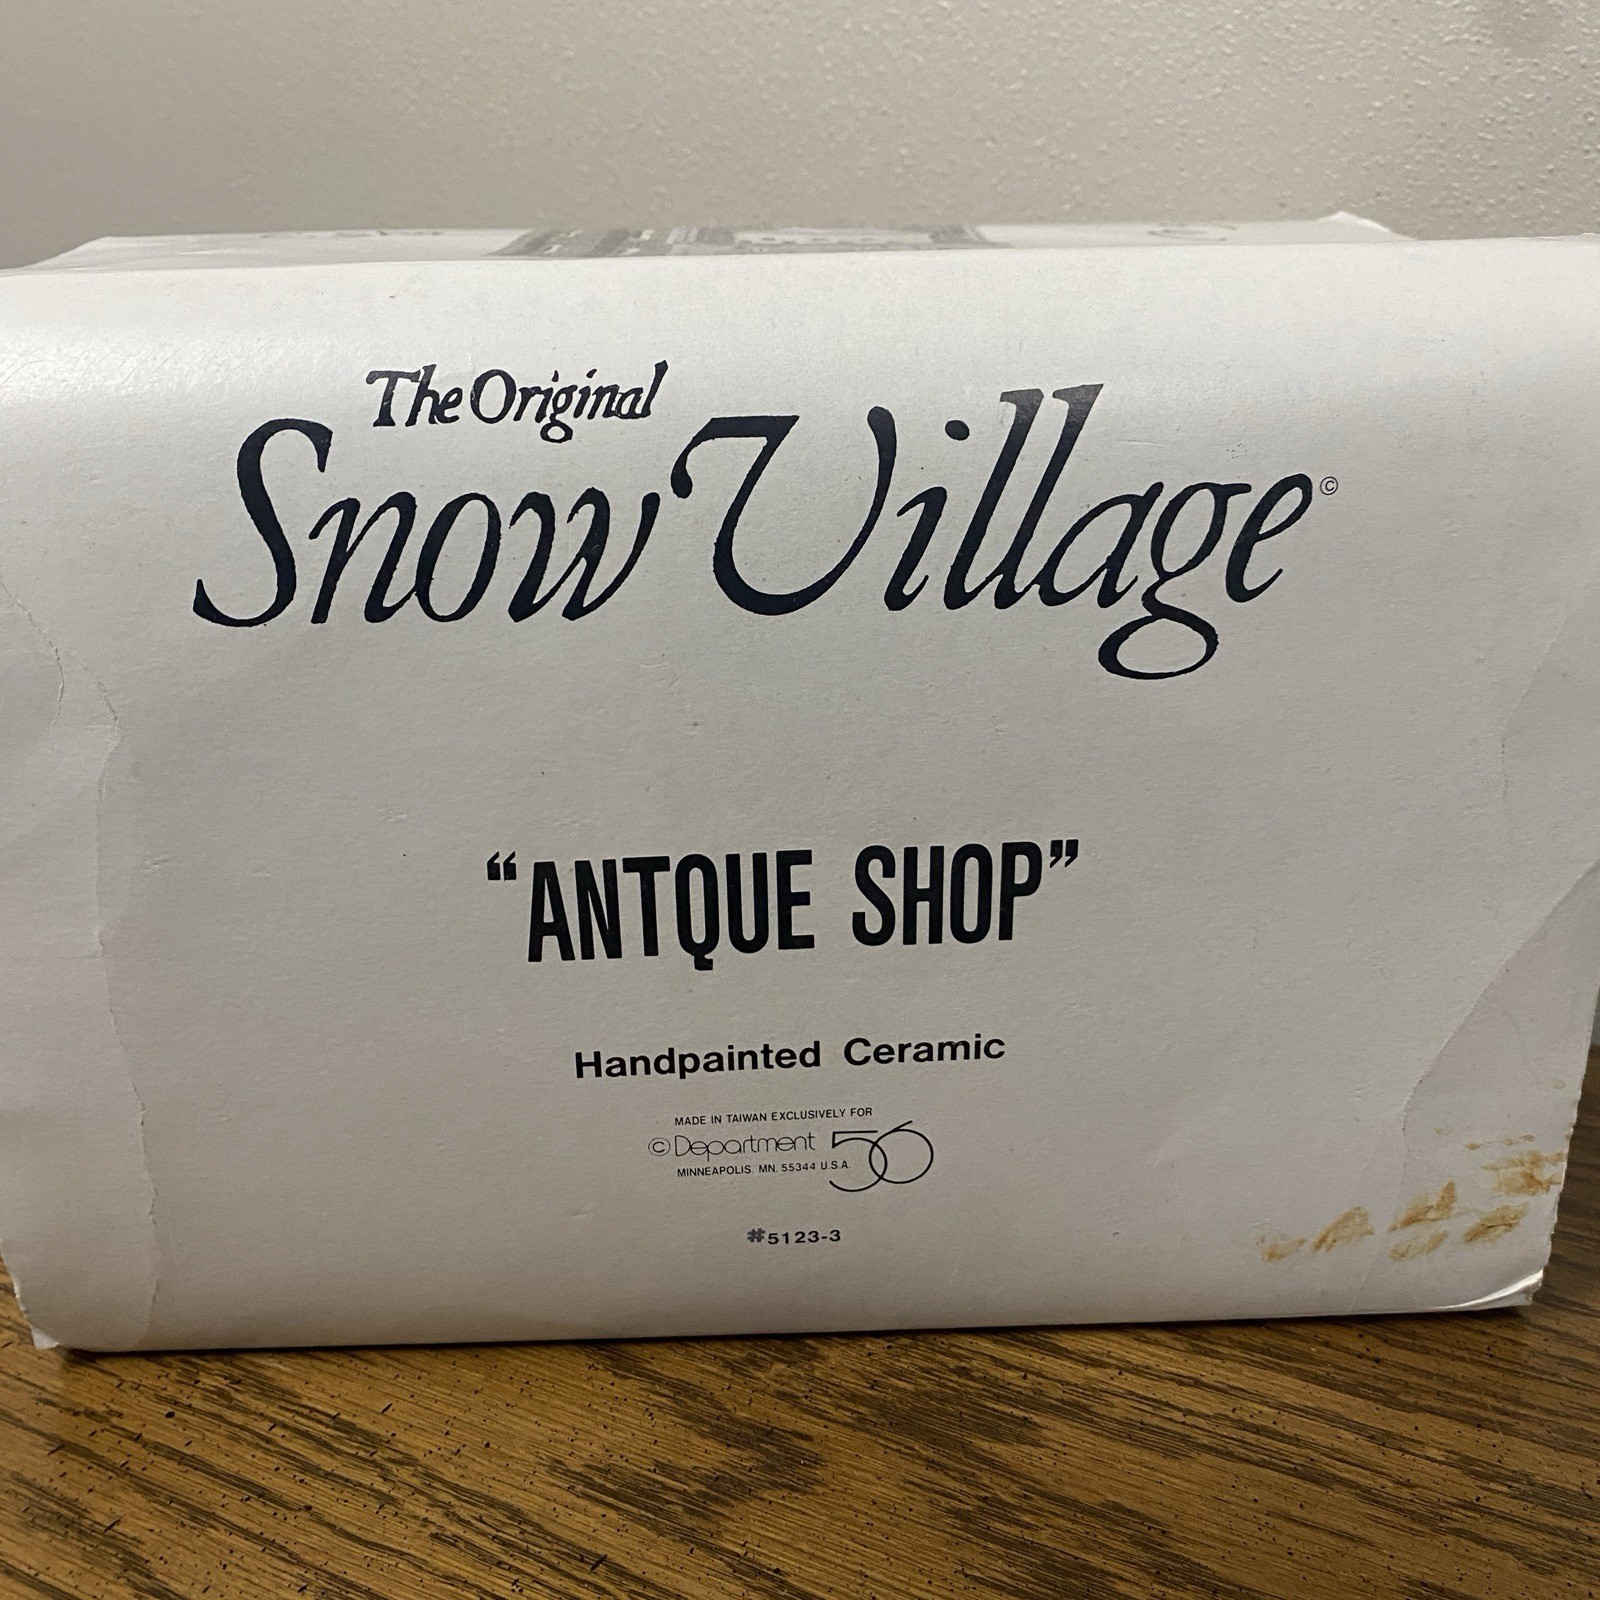 The Original
Snow Village ©
“ANTQUE SHOP”
Handpainted Ceramic
MADE IN TAIWAN EXCLUSIVELY FOR
© Department 56
MINNEAPOLIS, MN. 55344 U.S.A.
#5123-3